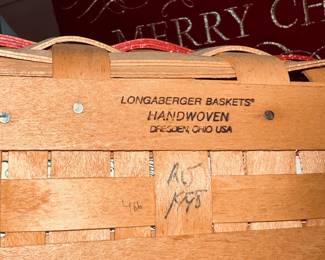 MERRY CH
LONGABERGER BASKETS®
HANDWOVEN
DRESDEN, OHIO USA